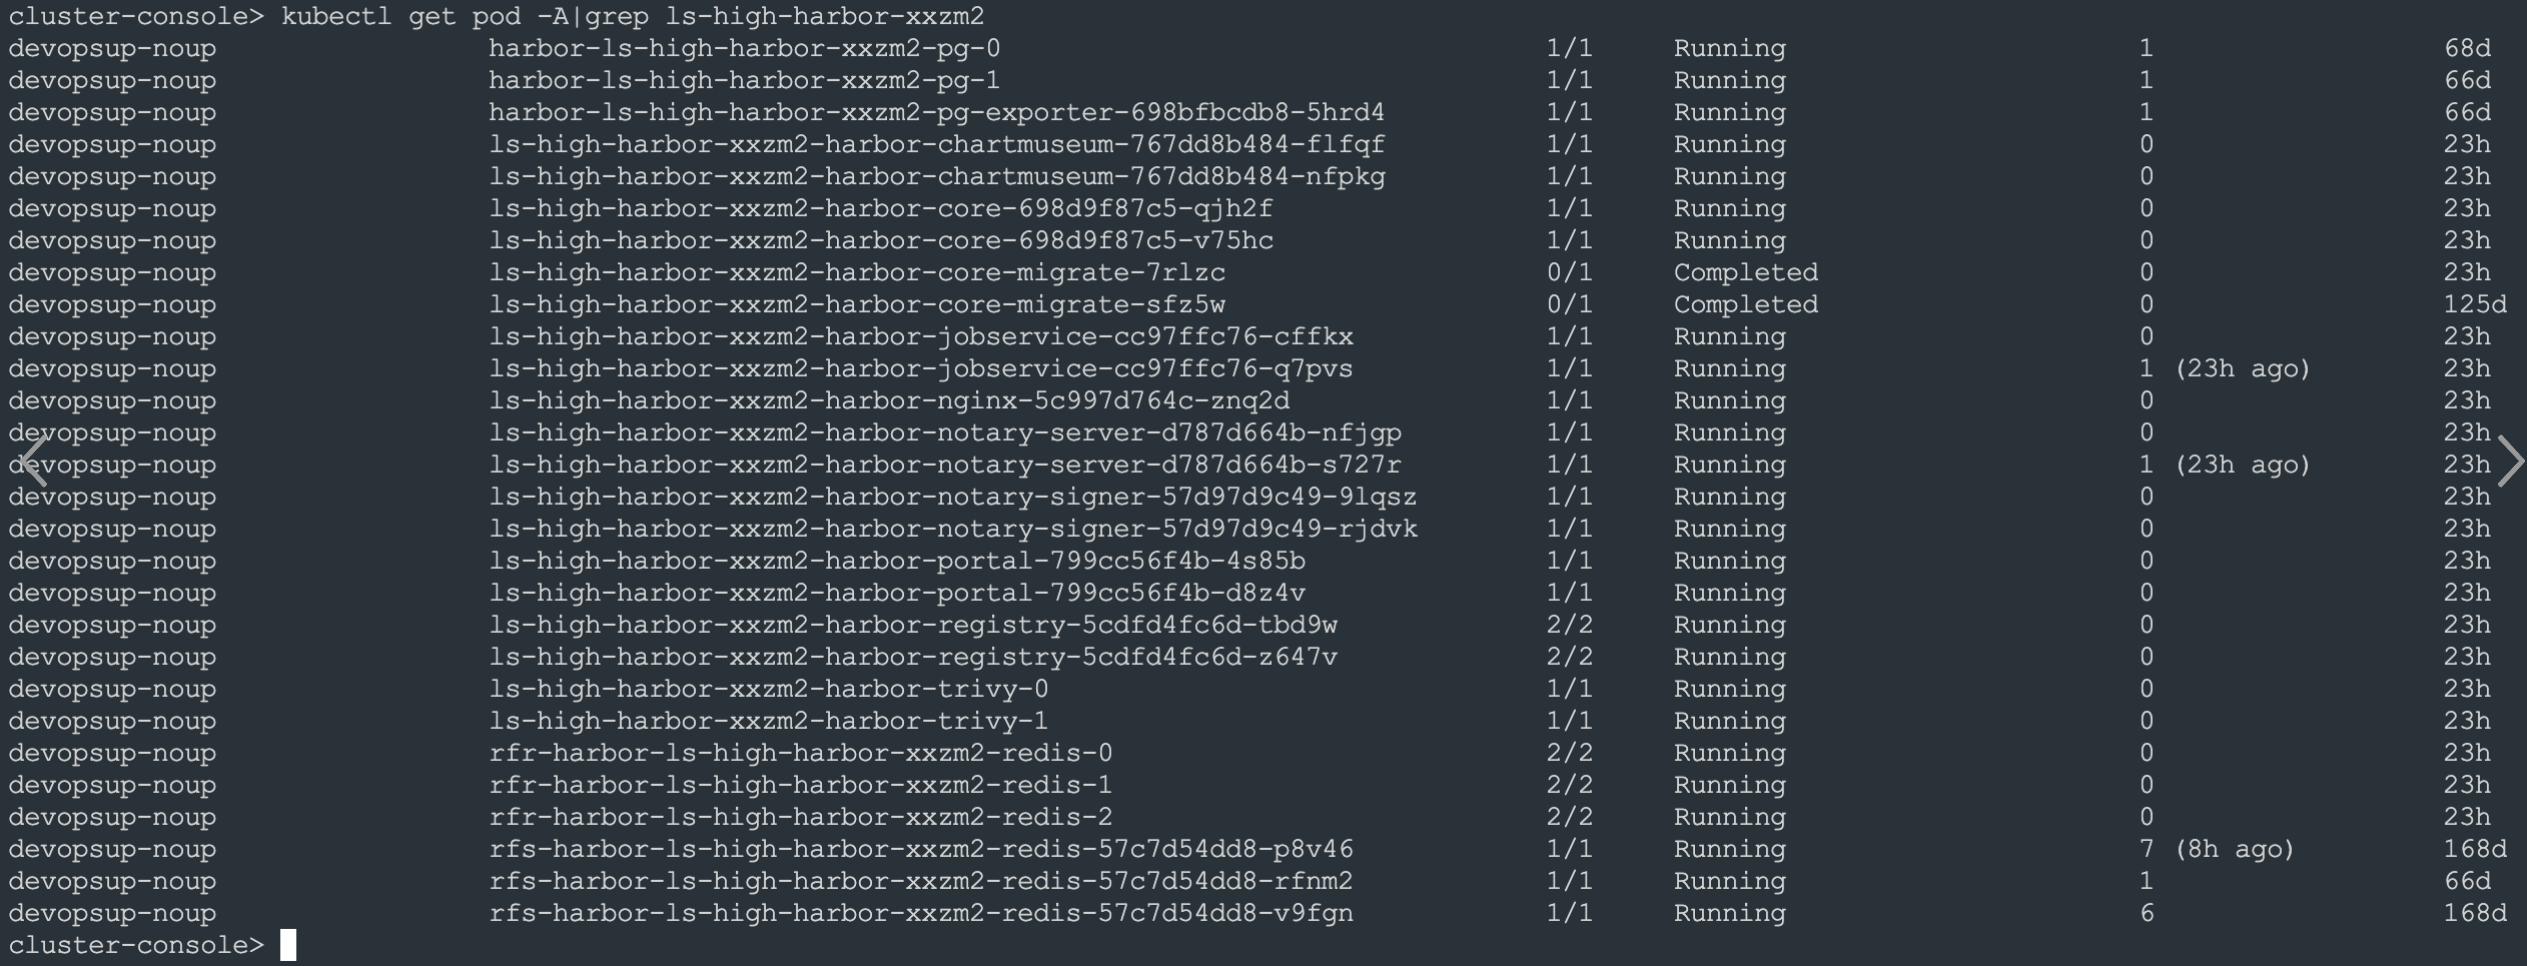 cluster-console> kubectl get pod -A|grep ls-high-harbor-xxzm2
devopsup-noup harbor-ls-high-harbor-xxzm2-pg-0 1/1 Running 1 68d
devopsup-noup harbor-ls-high-harbor-xxzm2-pg-1 1/1 Running 1 66d
devopsup-noup harbor-ls-high-harbor-xxzm2-pg-exporter-698bfbcdb8-5hrd4 1/1 Running 1 66d
devopsup-noup ls-high-harbor-xxzm2-harbor-chartmuseum-767dd8b484-flfqf 1/1 Running 0 23h
devopsup-noup ls-high-harbor-xxzm2-harbor-chartmuseum-767dd8b484-nfpkg 1/1 Running 0 23h
devopsup-noup ls-high-harbor-xxzm2-harbor-core-698d9f87c5-qjh2f 1/1 Running 0 23h
devopsup-noup ls-high-harbor-xxzm2-harbor-core-698d9f87c5-v75hc 1/1 Running 0 23h
devopsup-noup ls-high-harbor-xxzm2-harbor-core-migrate-7rlzc 0/1 Completed 0 23h
devopsup-noup ls-high-harbor-xxzm2-harbor-core-migrate-sfz5w 0/1 Completed 0 125d
devopsup-noup ls-high-harbor-xxzm2-harbor-jobservice-cc97ffc76-cffkx 1/1 Running 0 23h
devopsup-noup ls-high-harbor-xxzm2-harbor-jobservice-cc97ffc76-q7pvs 1/1 Running 1 (23h ago) 23h
devopsup-noup ls-high-harbor-xxzm2-harbor-nginx-5c997d764c-znq2d 1/1 Running 0 23h
devopsup-noup ls-high-harbor-xxzm2-harbor-notary-server-d787d664b-nfjgp 1/1 Running 0 23h
devopsup-noup ls-high-harbor-xxzm2-harbor-notary-server-d787d664b-s727r 1/1 Running 1 (23h ago) 23h
devopsup-noup ls-high-harbor-xxzm2-harbor-notary-signer-57d97d9c49-9lqsz 1/1 Running 0 23h
devopsup-noup ls-high-harbor-xxzm2-harbor-notary-signer-57d97d9c49-rjdvk 1/1 Running 0 23h
devopsup-noup ls-high-harbor-xxzm2-harbor-portal-799cc56f4b-4s85b 1/1 Running 0 23h
devopsup-noup ls-high-harbor-xxzm2-harbor-portal-799cc56f4b-d8z4v 1/1 Running 0 23h
devopsup-noup ls-high-harbor-xxzm2-harbor-registry-5cdfd4fc6d-tbd9w 2/2 Running 0 23h
devopsup-noup ls-high-harbor-xxzm2-harbor-registry-5cdfd4fc6d-z647v 2/2 Running 0 23h
devopsup-noup ls-high-harbor-xxzm2-harbor-trivy-0 1/1 Running 0 23h
devopsup-noup ls-high-harbor-xxzm2-harbor-trivy-1 1/1 Running 0 23h
devopsup-noup rfr-harbor-ls-high-harbor-xxzm2-redis-0 2/2 Running 0 23h
devopsup-noup rfr-harbor-ls-high-harbor-xxzm2-redis-1 2/2 Running 0 23h
devopsup-noup rfr-harbor-ls-high-harbor-xxzm2-redis-2 2/2 Running 0 23h
devopsup-noup rfs-harbor-ls-high-harbor-xxzm2-redis-57c7d54dd8-p8v46 1/1 Running 7 (8h ago) 168d
devopsup-noup rfs-harbor-ls-high-harbor-xxzm2-redis-57c7d54dd8-rfnm2 1/1 Running 1 66d
devopsup-noup rfs-harbor-ls-high-harbor-xxzm2-redis-57c7d54dd8-v9fgn 1/1 Running 6 168d
cluster-console>